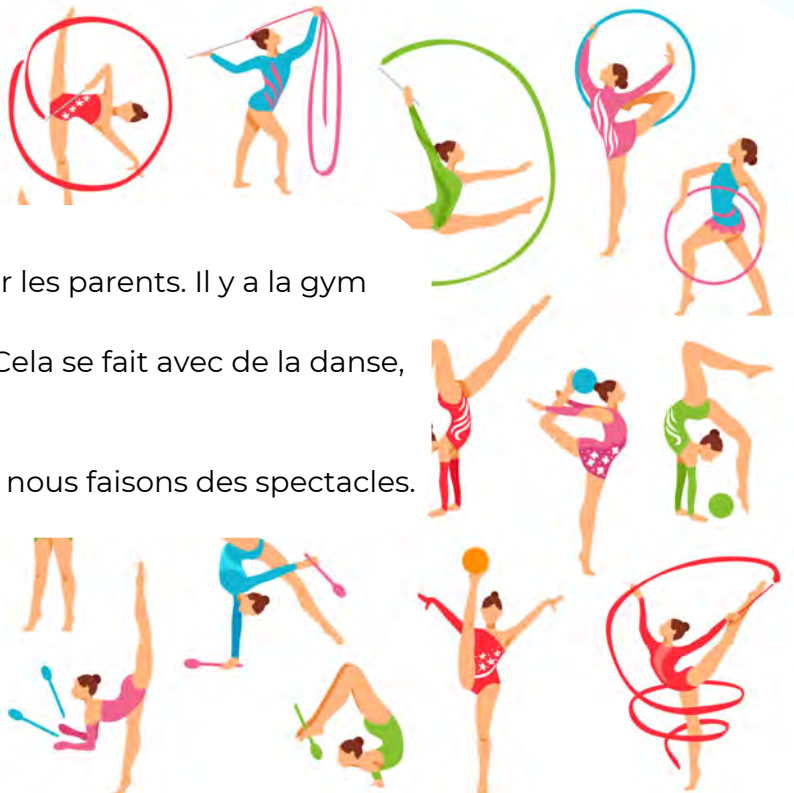 r les parents. Il y a la gym
Cela se fait avec de la danse,
nous faisons des spectacles.